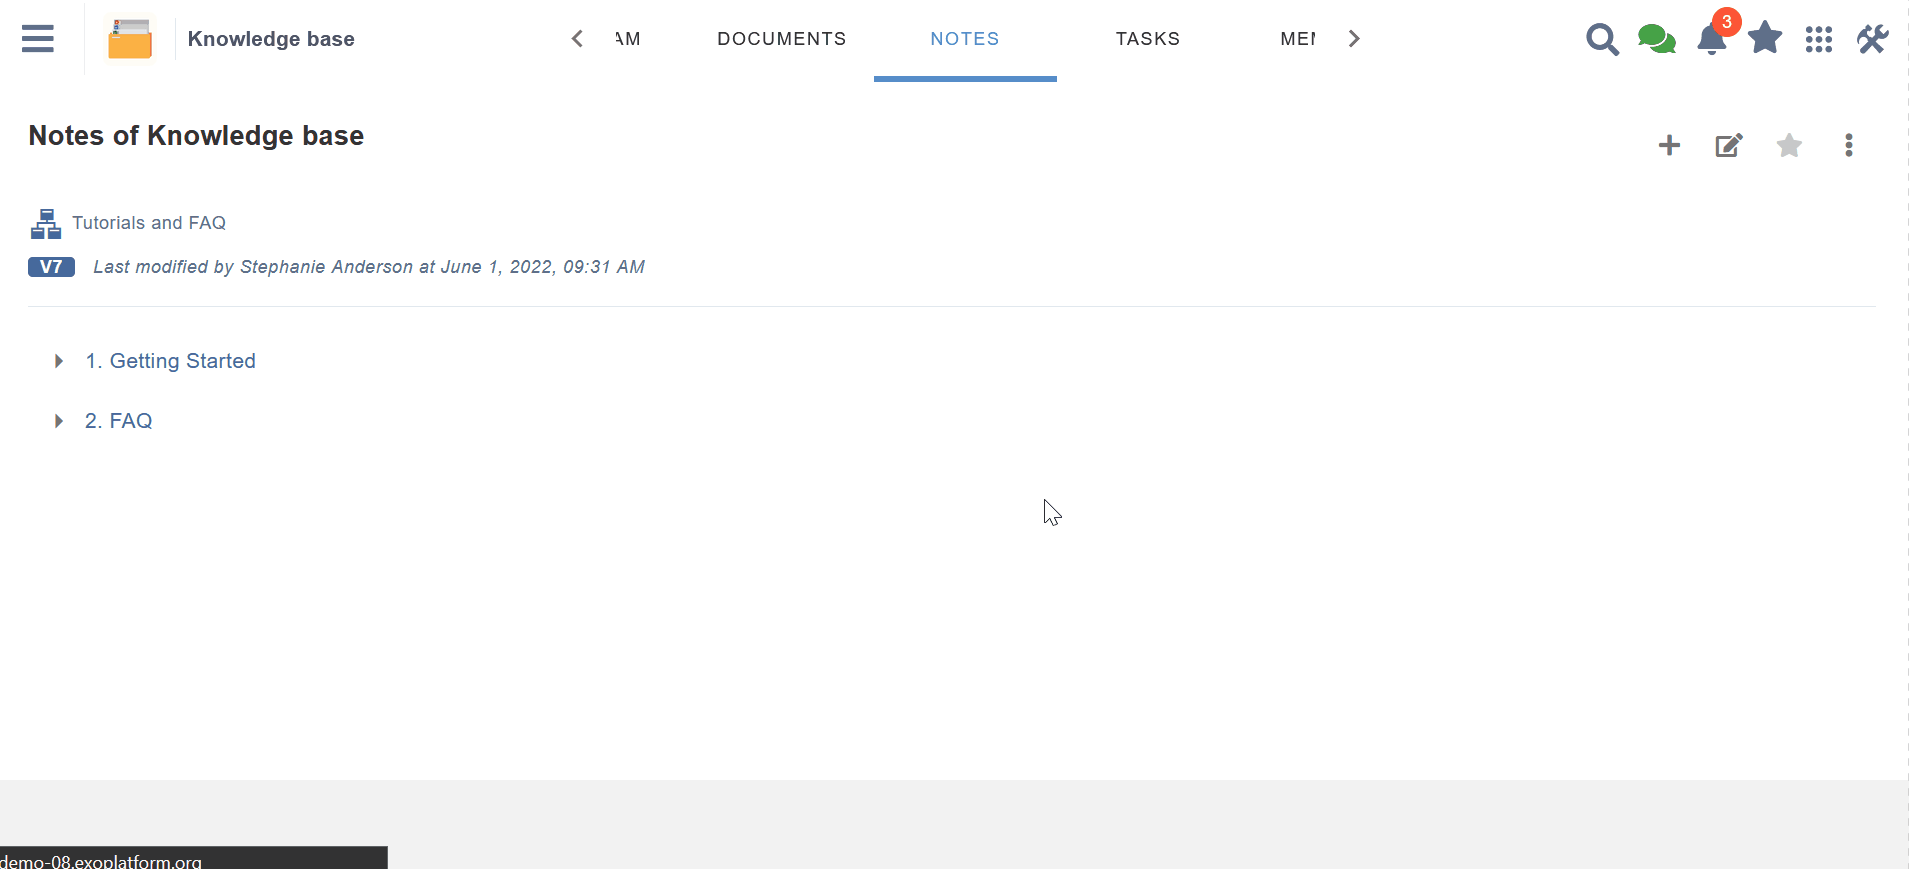 Knowledge base
AM
DOCUMENTS
NOTES
TASKS
MEM
3
Notes of Knowledge base
Tutorials and FAQ
V7 Last modified by Stephanie Anderson at June 1, 2022, 09:31 AM
1. Getting Started
2. FAQ
demo-08.exoplatform.org